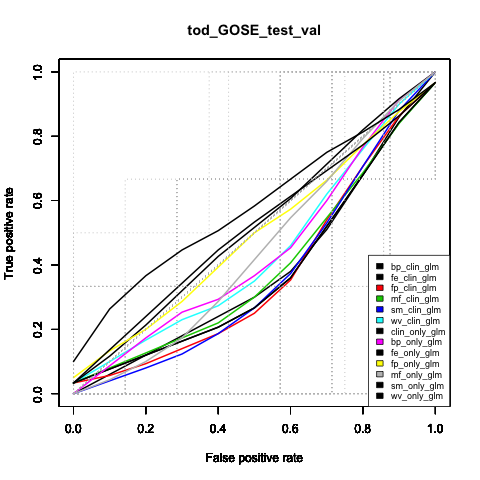 tod_GOSE_test_val
True positive rate
1.0
0.8
0.6
0.4
0.2
0.0
bp_clin_glm
fe_clin_glm
fp_clin_glm
mf_clin_glm
sm_clin_glm
wv_clin_glm
clin_only_glm
bp_only_glm
fe_only_glm
fp_only_glm
mf_only_glm
sm_only_glm
wv_only_glm
0.0 0.2 0.4 0.6 0.8 1.0
False positive rate